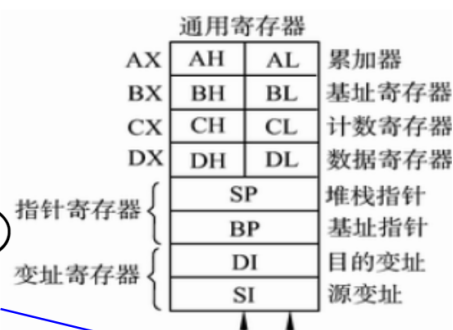 通用寄存器
AX AH AL 累加器
BX BH BL 基址寄存器
CX CH CL 计数寄存器
DX DH DL 数据寄存器
指针寄存器 SP 堆栈指针
BP 基址指针
变址寄存器 DI 目的变址
SI 源变址